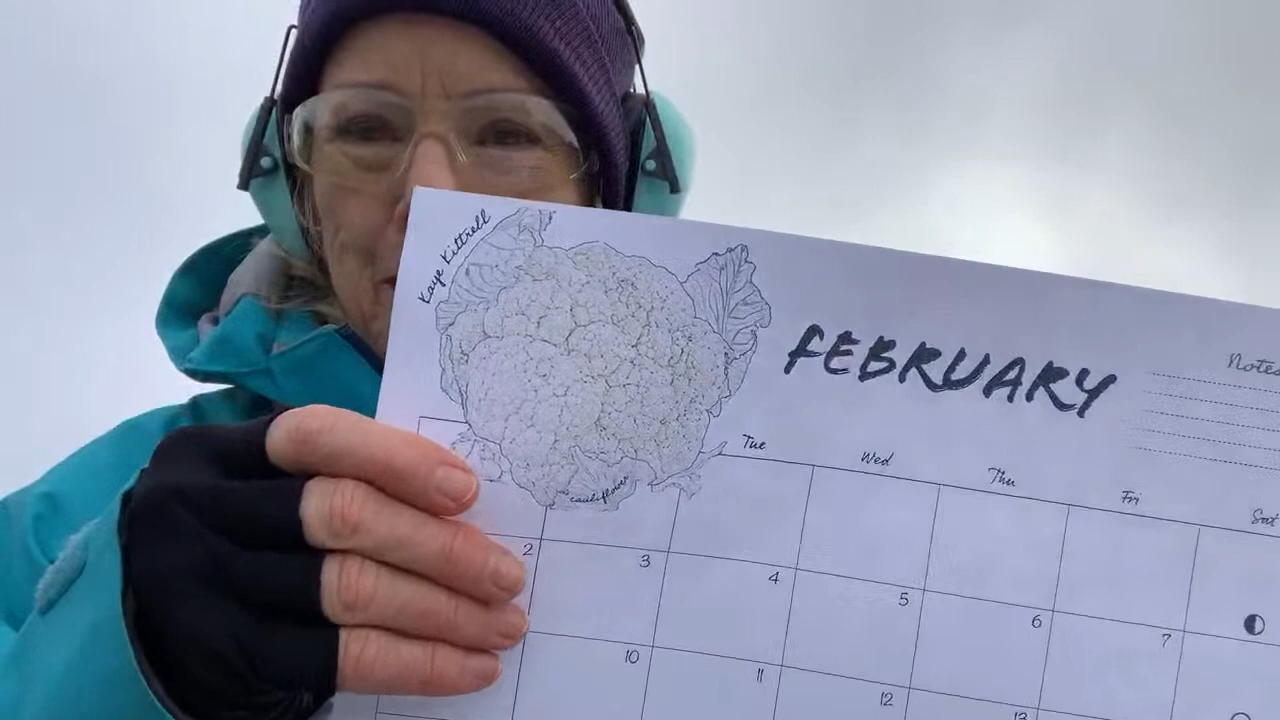 Kaye Kittrell
FEBRUARY
Notes
cauliflower
Tue Wed Thu Fri Sat
2 3 4 5 6 7
10 11 12 13